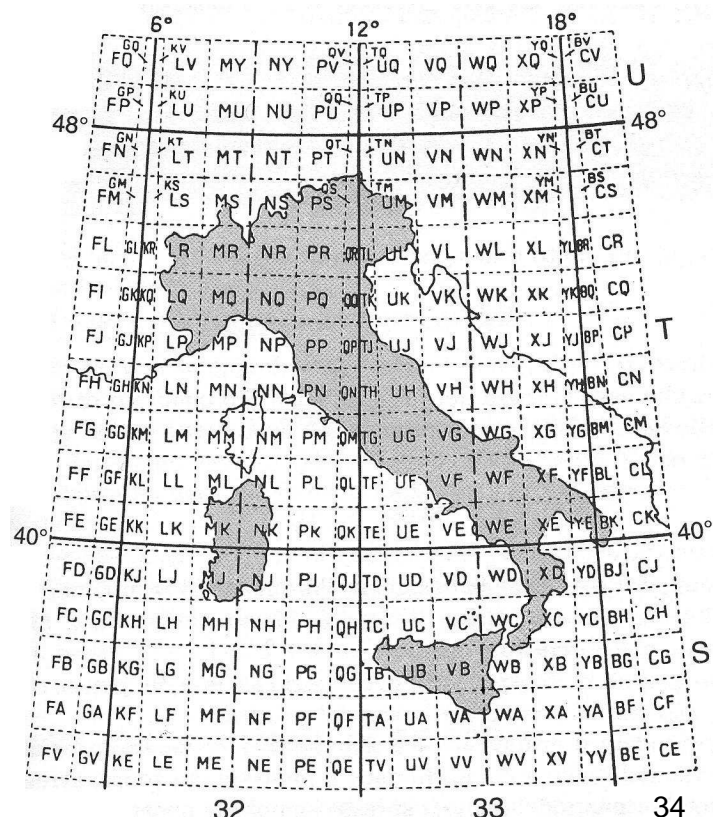 6° 12° 18°
FQ GQ KV LV MY NY PV QV TQ UQ VQ WQ XQ YQ BV CV U
FP GP KU LU MU NU PU QQ TP UP VP WP XP YP BU CU
48° 48°
FN GN KT LT MT NT PT QT TN UN VN WN XN YN BT CT
FM GM KS LS MS NS PS QS TM UM VM WM XM YM BS CS
FL GL KR LR MR NR PR QR TL UL VL WL XL YL BR CR
FI GK KQ LQ MQ NQ PQ QQ TK UK VK WK XK YK BQ CQ
FJ GJ KP LP MP NP PP QP TJ UJ VJ WJ XJ YJ BP CP T
FH GH KN LN MN NN PN QN TH UH VH WH XH YH BN CN
FG GG KM LM MM NM PM QM TG UG VG WG XG YG BM CM
FF GF KL LL ML NL PL QL TF UF VF WF XF YF BL CL
FE GE KK LK MK NK PK QK TE UE VE WE XE YE BK CK
40° 40°
FD GD KJ LJ MJ NJ PJ QJ TD UD VD WD XD YD BJ CJ
FC GC KH LH MH NH PH QH TC UC VC WC XC YC BH CH
FB GB KG LG MG NG PG QG TB UB VB WB XB YB BG CG S
FA GA KF LF MF NF PF QF TA UA VA WA XA YA BF CF
FV GV KE LE ME NE PE QE TV UV VV WV XV YV BE CE
32 33 34